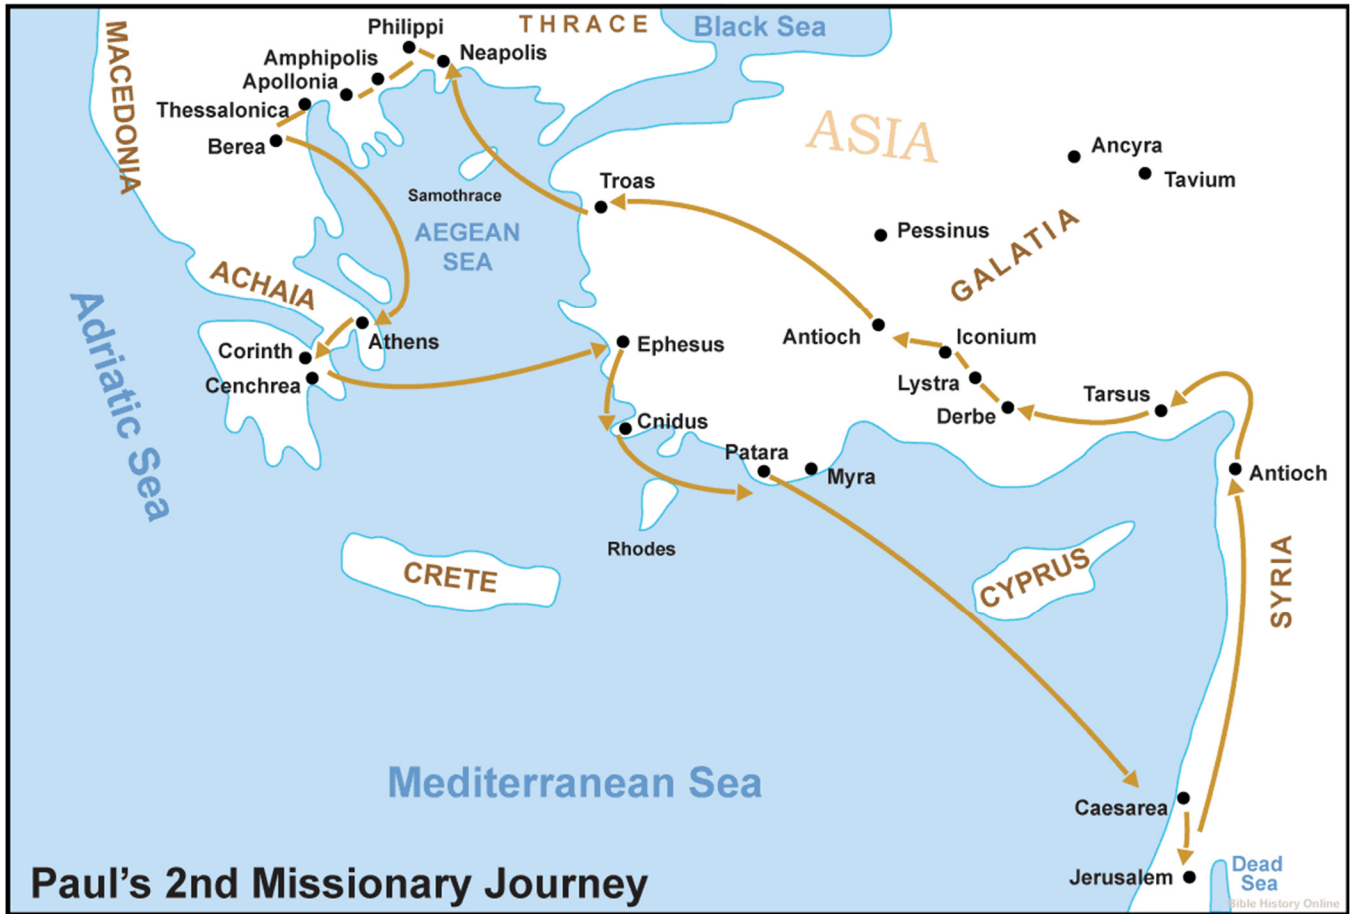 THRACE
Black Sea
Philippi
Neapolis
MACEDONIA
Amphipolis
Apollonia
Thessalonica
Berea
ASIA
Ancyra
Tavium
Samothrace
Troas
AEGEAN
SEA
Pessinus
GALATIA
ACHAIA
Adriatic Sea
Athens
Corinth
Cenchrea
Ephesus
Antioch
Iconium
Lystra
Derbe
Tarsus
Cnidus
Patara
Myra
Antioch
Rhodes
CRETE
CYPRUS
SYRIA
Mediterranean Sea
Caesarea
Jerusalem
Dead
Sea
Paul's 2nd Missionary Journey
Bible History Online